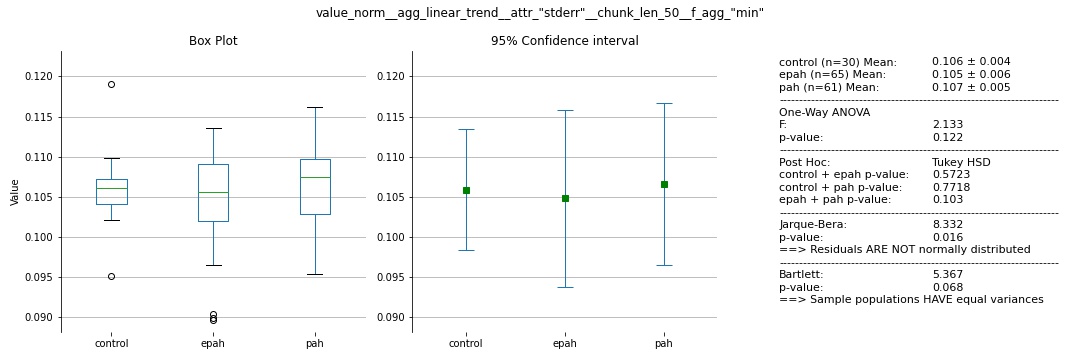 value_norm__agg_linear_trend__attr_"stderr"__chunk_len_50__f_agg_"min"
Box Plot
Value
0.120
0.115
0.110
0.105
0.100
0.095
0.090
control epah pah
95% Confidence interval
0.120
0.115
0.110
0.105
0.100
0.095
0.090
control epah pah
control (n=30) Mean: 0.106 ± 0.004
epah (n=65) Mean: 0.105 ± 0.006
pah (n=61) Mean: 0.107 ± 0.005
One-Way ANOVA
F: 2.133
p-value: 0.122
Post Hoc: Tukey HSD
control + epah p-value: 0.5723
control + pah p-value: 0.7718
epah + pah p-value: 0.103
Jarque-Bera: 8.332
p-value: 0.016
==> Residuals ARE NOT normally distributed
Bartlett: 5.367
p-value: 0.068
==> Sample populations HAVE equal variances